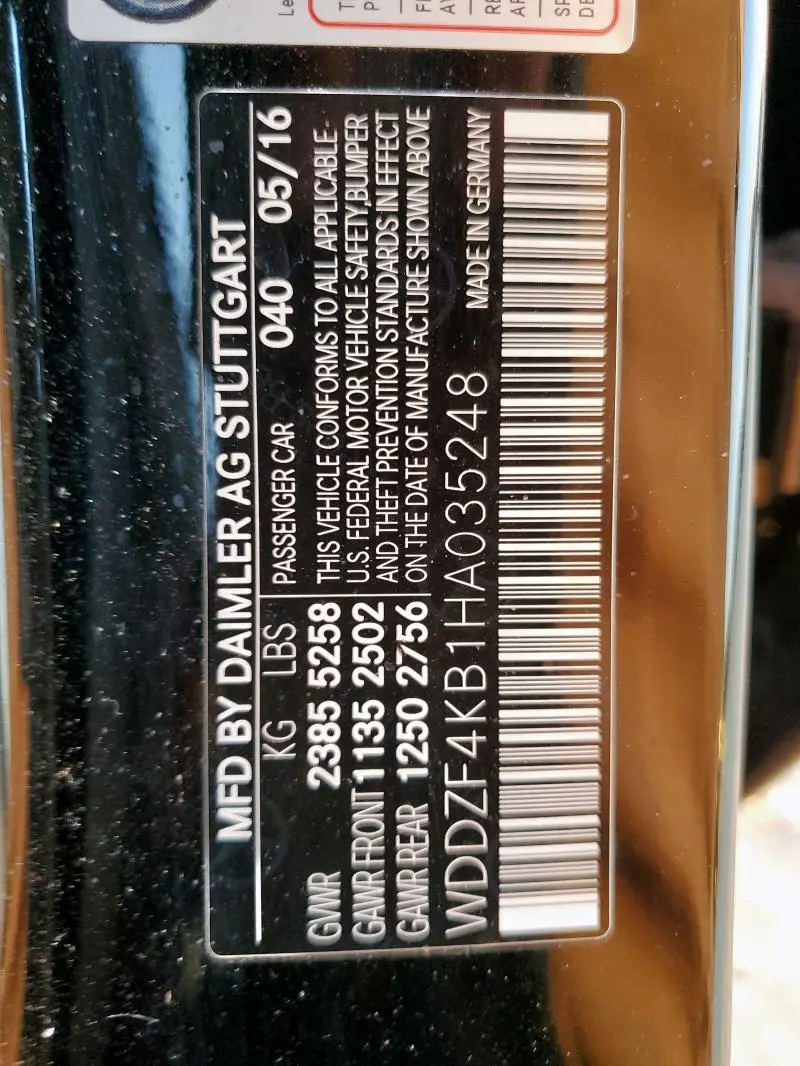 MFD BY DAIMLER AG STUTTGART
KG LBS PASSENGER CAR 040 05/16
GWR 2385 5258 THIS VEHICLE CONFORMS TO ALL APPLICABLE
GAWR FRONT 1135 2502 U.S. FEDERAL MOTOR VEHICLE SAFETY,BUMPER
GAWR REAR 1250 2756 AND THEFT PREVENTION STANDARDS IN EFFECT
ON THE DATE OF MANUFACTURE SHOWN ABOVE
WDDZF4KB1HA035248 MADE IN GERMANY